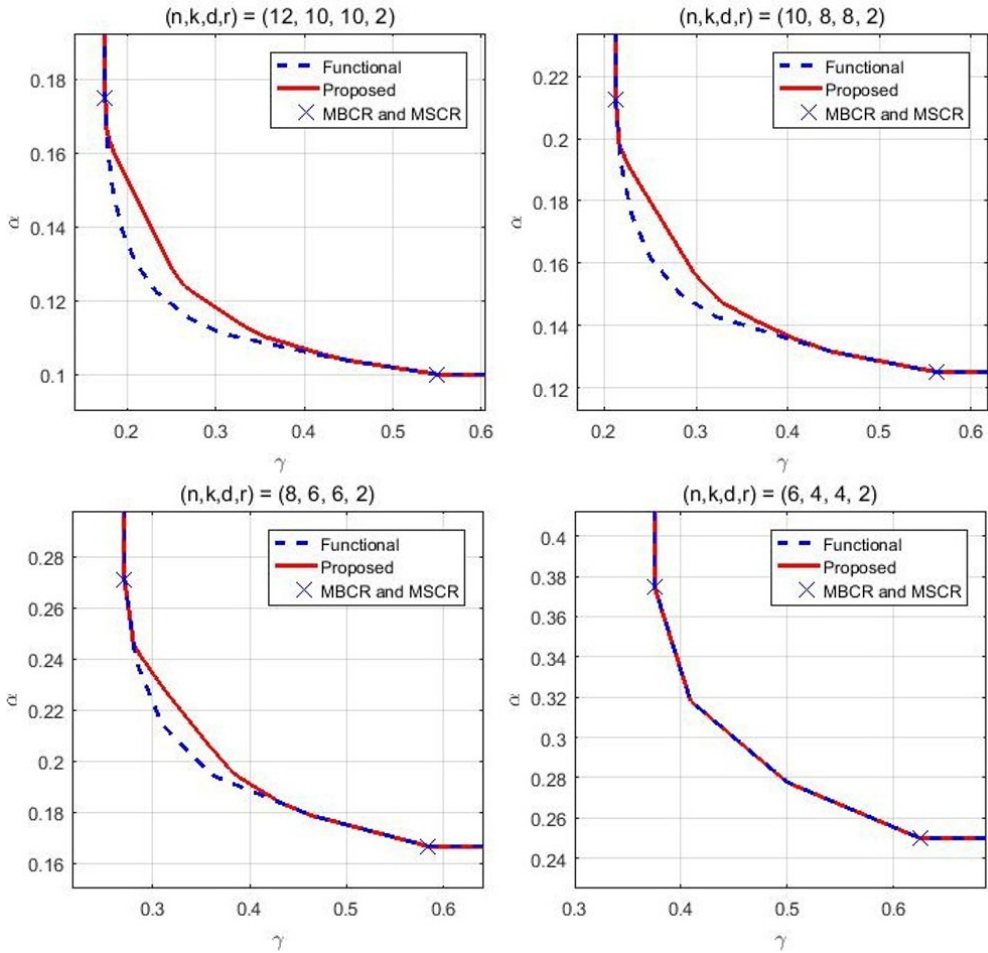 (n,k,d,r) = (12, 10, 10, 2)
Functional
Proposed
MBCR and MSCR
0.18
0.16
0.14
0.12
0.1
α
0.2 0.3 0.4 0.5 0.6
γ
(n,k,d,r) = (10, 8, 8, 2)
Functional
Proposed
MBCR and MSCR
0.22
0.2
0.18
0.16
0.14
0.12
α
0.2 0.3 0.4 0.5 0.6
γ
(n,k,d,r) = (8, 6, 6, 2)
Functional
Proposed
MBCR and MSCR
0.28
0.26
0.24
0.22
0.2
0.18
0.16
α
0.3 0.4 0.5 0.6
γ
(n,k,d,r) = (6, 4, 4, 2)
Functional
Proposed
MBCR and MSCR
0.4
0.38
0.36
0.34
0.32
0.3
0.28
0.26
0.24
α
0.3 0.4 0.5 0.6
γ